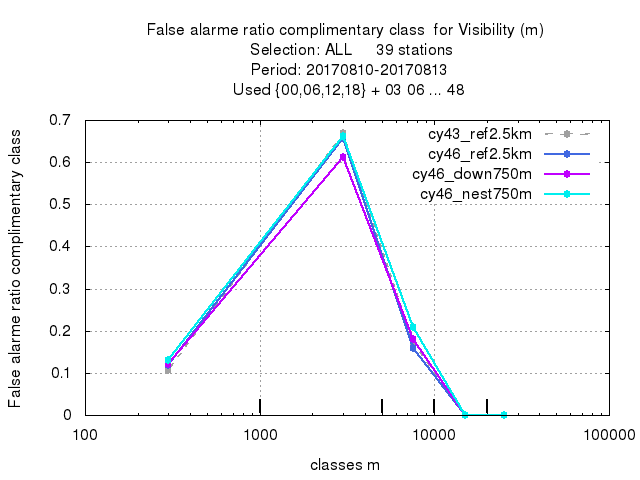 False alarme ratio complimentary class  for Visibility (m)
Selection: ALL     39 stations
Period: 20170810-20170813
Used {00,06,12,18} + 03 06 ... 48
False alarme ratio complimentary class
0.7
0.6
0.5
0.4
0.3
0.2
0.1
0
cy43_ref2.5km
cy46_ref2.5km
cy46_down750m
cy46_nest750m
100
1000
10000
100000
classes m